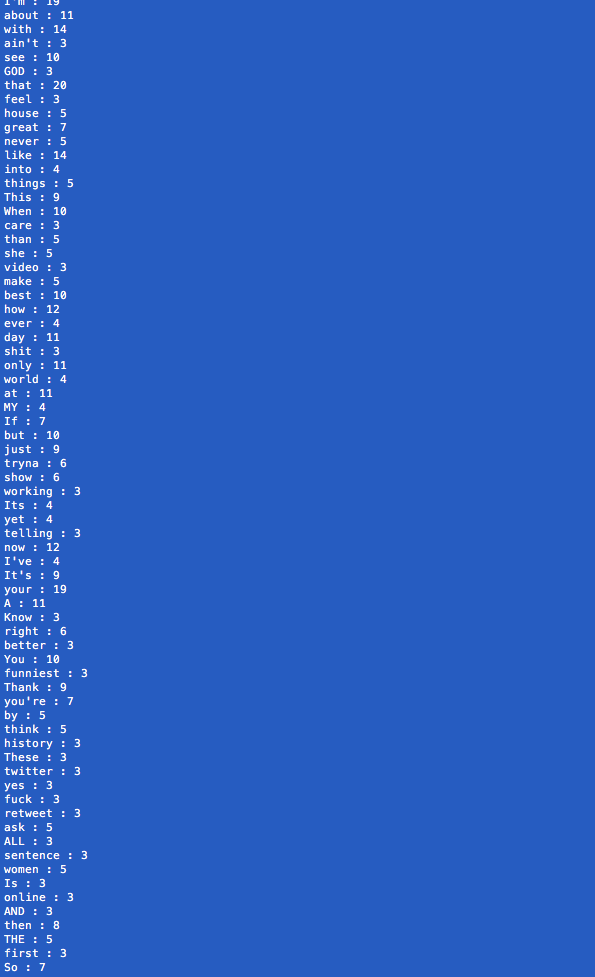 I'm : 19
about : 11
with : 14
ain't : 3
see : 10
GOD : 3
that : 20
feel : 3
house : 5
great : 7
never : 5
like : 14
into : 4
things : 5
This : 9
When : 10
care : 3
than : 5
she : 5
video : 3
make : 5
best : 10
how : 12
ever : 4
day : 11
shit : 3
only : 11
world : 4
at : 11
MY : 4
If : 7
but : 10
just : 9
tryna : 6
show : 6
working : 3
Its : 4
yet : 4
telling : 3
now : 12
I've : 4
It's : 9
your : 19
A : 11
Know : 3
right : 6
better : 3
You : 10
funniest : 3
Thank : 9
you're : 7
by : 5
think : 5
history : 3
These : 3
twitter : 3
yes : 3
fuck : 3
retweet : 3
ask : 5
ALL : 3
sentence : 3
women : 5
Is : 3
online : 3
AND : 3
then : 8
THE : 5
first : 3
So : 7